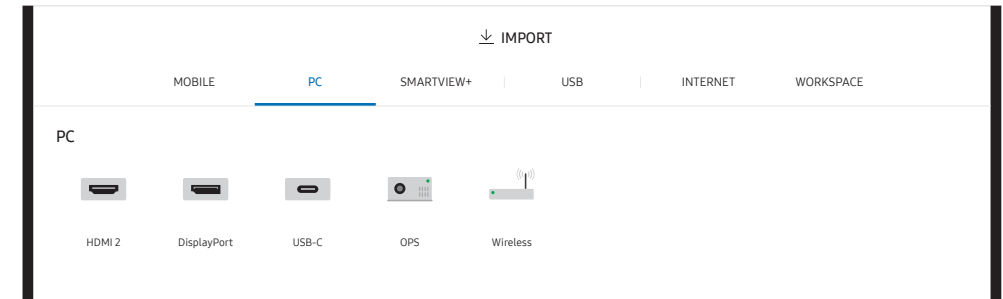 IMPORT
MOBILE PC SMARTVIEW+ USB INTERNET WORKSPACE
PC
HDMI 2 DisplayPort USB-C OPS Wireless